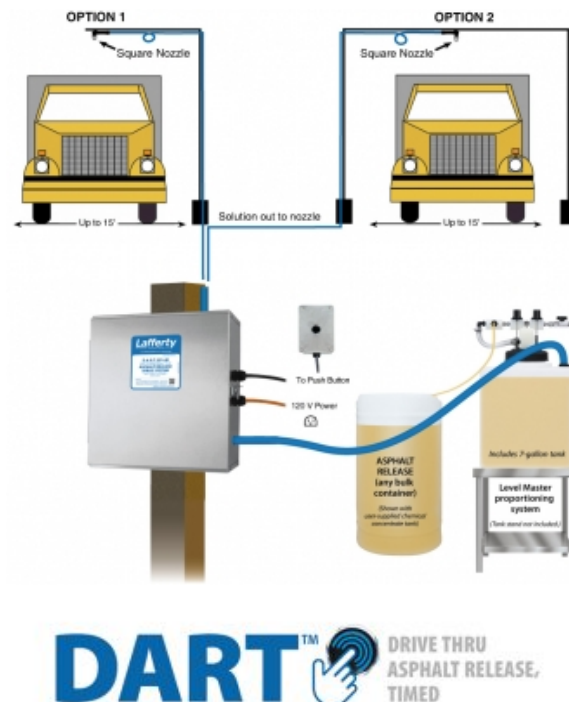 OPTION 1
OPTION 2
Square Nozzle
Square Nozzle
Up to 15'
Solution out to nozzle
Up to 15'
Lafferty
ASPHALT RELEASE
To Push Button
120 V Power
ASPHALT
RELEASE
(any bulk
container)
(Shown with
user-supplied chemical
concentrate tank)
Includes 7-gallon tank
Level Master
proportioning
system
(Tank stand not included.)
DART™
DRIVE THRU
ASPHALT RELEASE,
TIMED